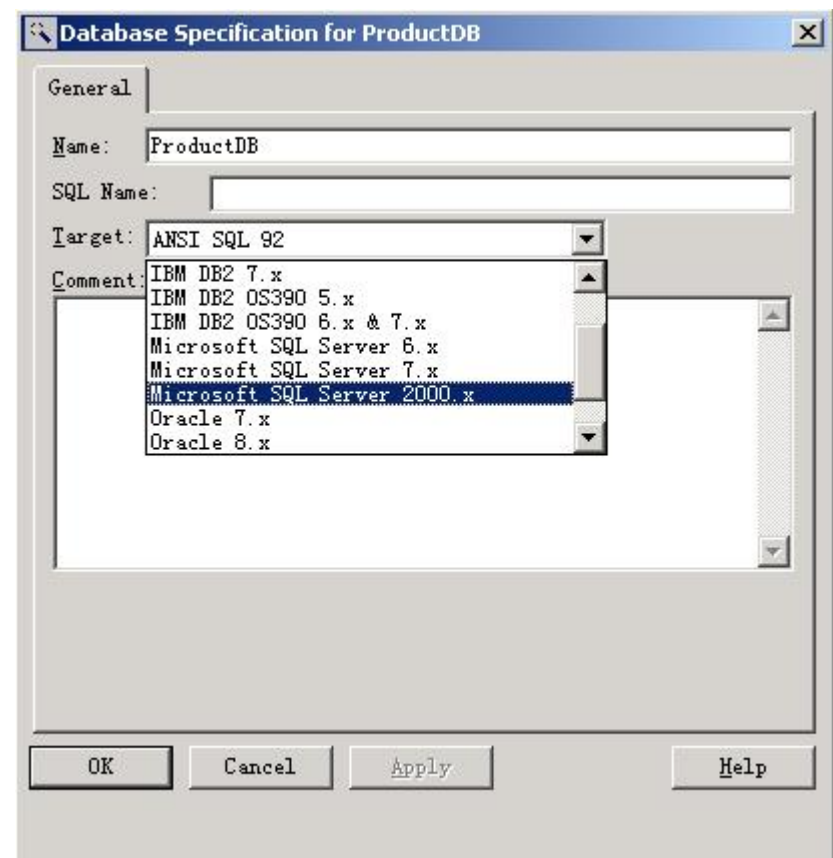 Database Specification for ProductDB
General
Name: ProductDB
SQL Name:
Target: ANSI SQL 92
Comment:
IBM DB2 7.x
IBM DB2 OS390 5.x
IBM DB2 OS390 6.x & 7.x
Microsoft SQL Server 6.x
Microsoft SQL Server 7.x
Microsoft SQL Server 2000.x
Oracle 7.x
Oracle 8.x
OK Cancel Apply Help